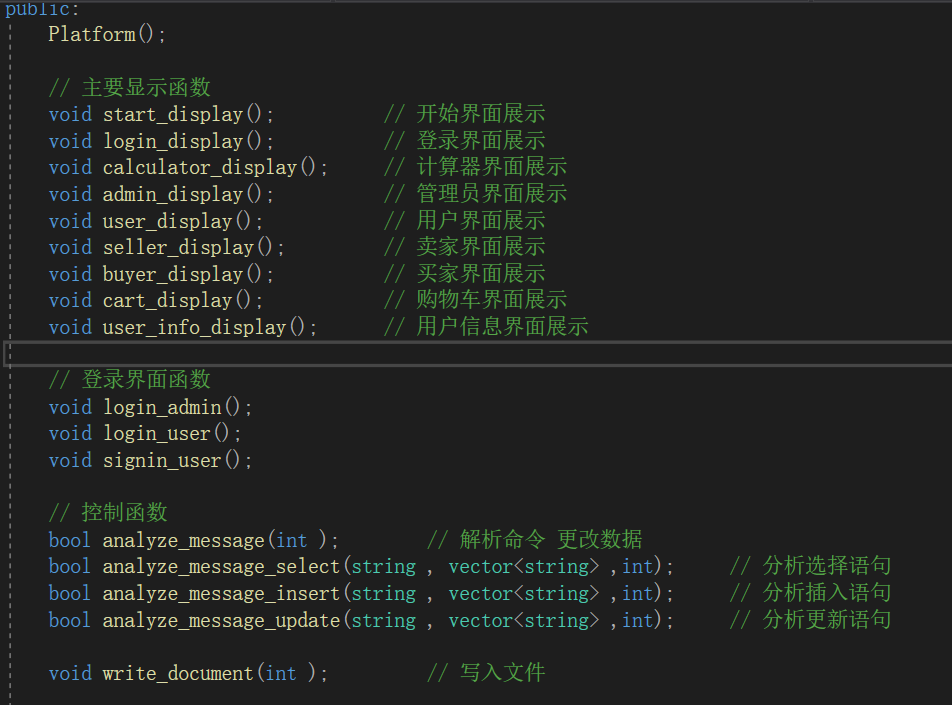 public:
Platform();
// 主要显示函数
void start_display(); // 开始界面展示
void login_display(); // 登录界面展示
void calculator_display(); // 计算器界面展示
void admin_display(); // 管理员界面展示
void user_display(); // 用户界面展示
void seller_display(); // 卖家界面展示
void buyer_display(); // 买家界面展示
void cart_display(); // 购物车界面展示
void user_info_display(); // 用户信息界面展示
// 登录界面函数
void login_admin();
void login_user();
void signin_user();
// 控制函数
bool analyze_message(int ); // 解析命令 更改数据
bool analyze_message_select(string , vector<string> ,int); // 分析选择语句
bool analyze_message_insert(string , vector<string> ,int); // 分析插入语句
bool analyze_message_update(string , vector<string> ,int); // 分析更新语句
void write_document(int ); // 写入文件